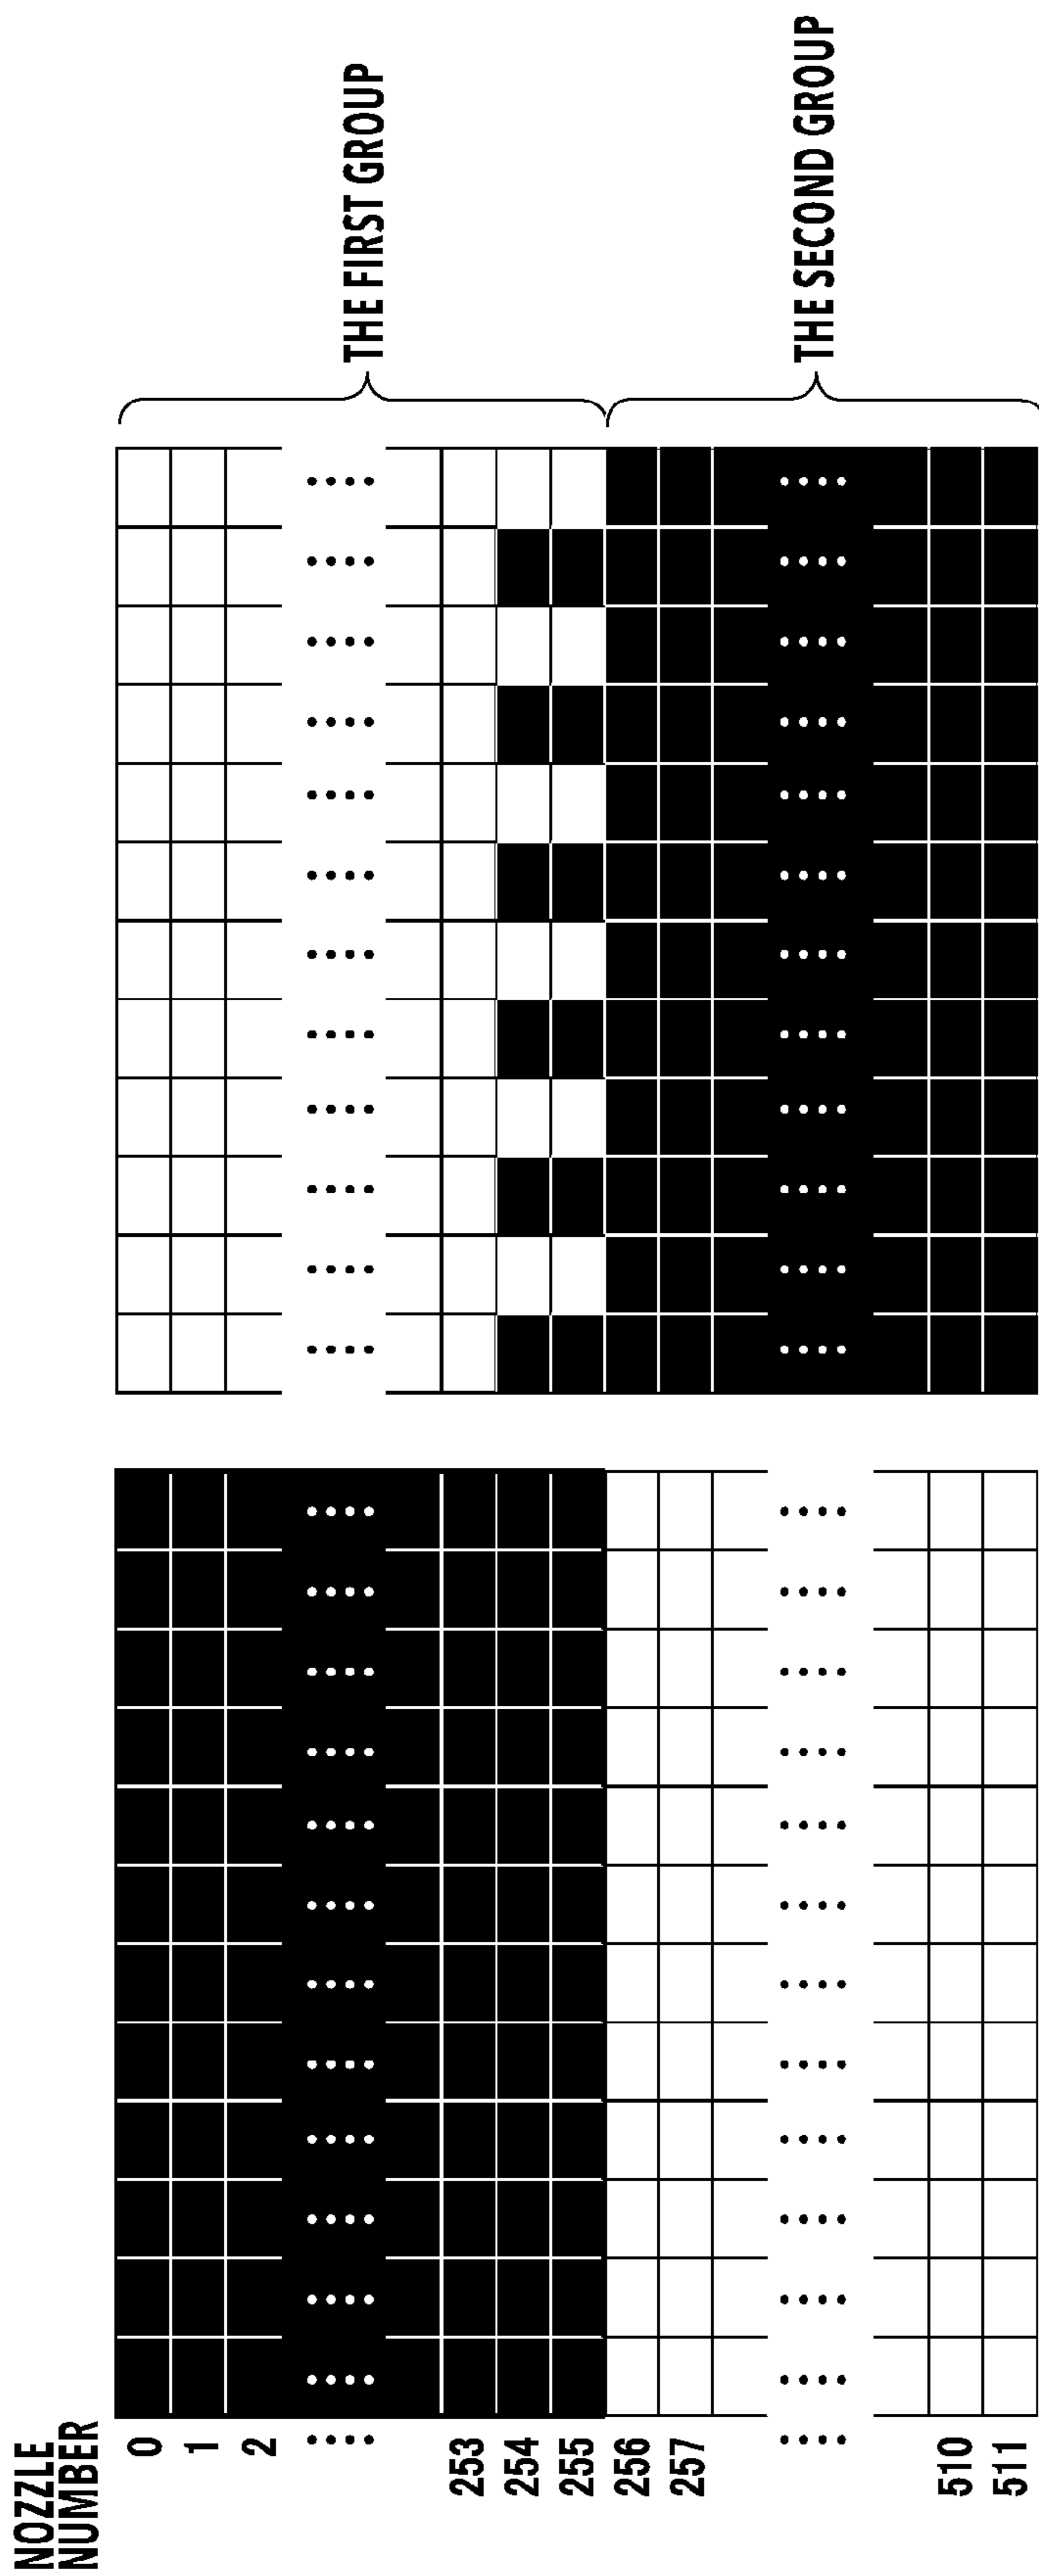 NOZZLE
NUMBER
0
1
2
253
254
255
256
257
510
511
THE FIRST GROUP
THE SECOND GROUP